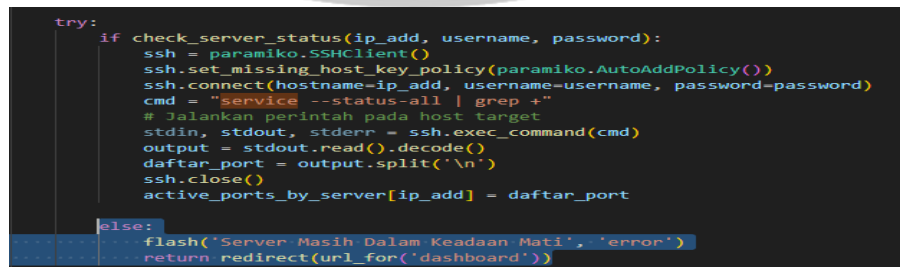 try:
if check_server_status(ip_add, username, password):
ssh = paramiko.SSHClient()
ssh.set_missing_host_key_policy(paramiko.AutoAddPolicy())
ssh.connect(hostname=ip_add, username=username, password=password)
cmd = "service --status-all | grep +"
# Jalankan perintah pada host target
stdin, stdout, stderr = ssh.exec_command(cmd)
output = stdout.read().decode()
daftar_port = output.split('\n')
ssh.close()
active_ports_by_server[ip_add] = daftar_port
else:
flash('Server Masih Dalam Keadaan Mati', 'error')
return redirect(url_for('dashboard'))